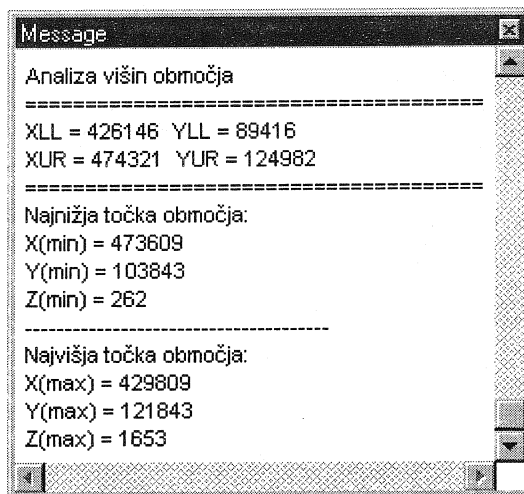 Message
Analiza višin območja
======================================
XLL = 426146 YLL = 89416
XUR = 474321 YUR = 124982
======================================
Najnižja točka območja:
X(min) = 473609
Y(min) = 103843
Z(min) = 262
--------------------------------------
Najvišja točka območja:
X(max) = 429809
Y(max) = 121843
Z(max) = 1653